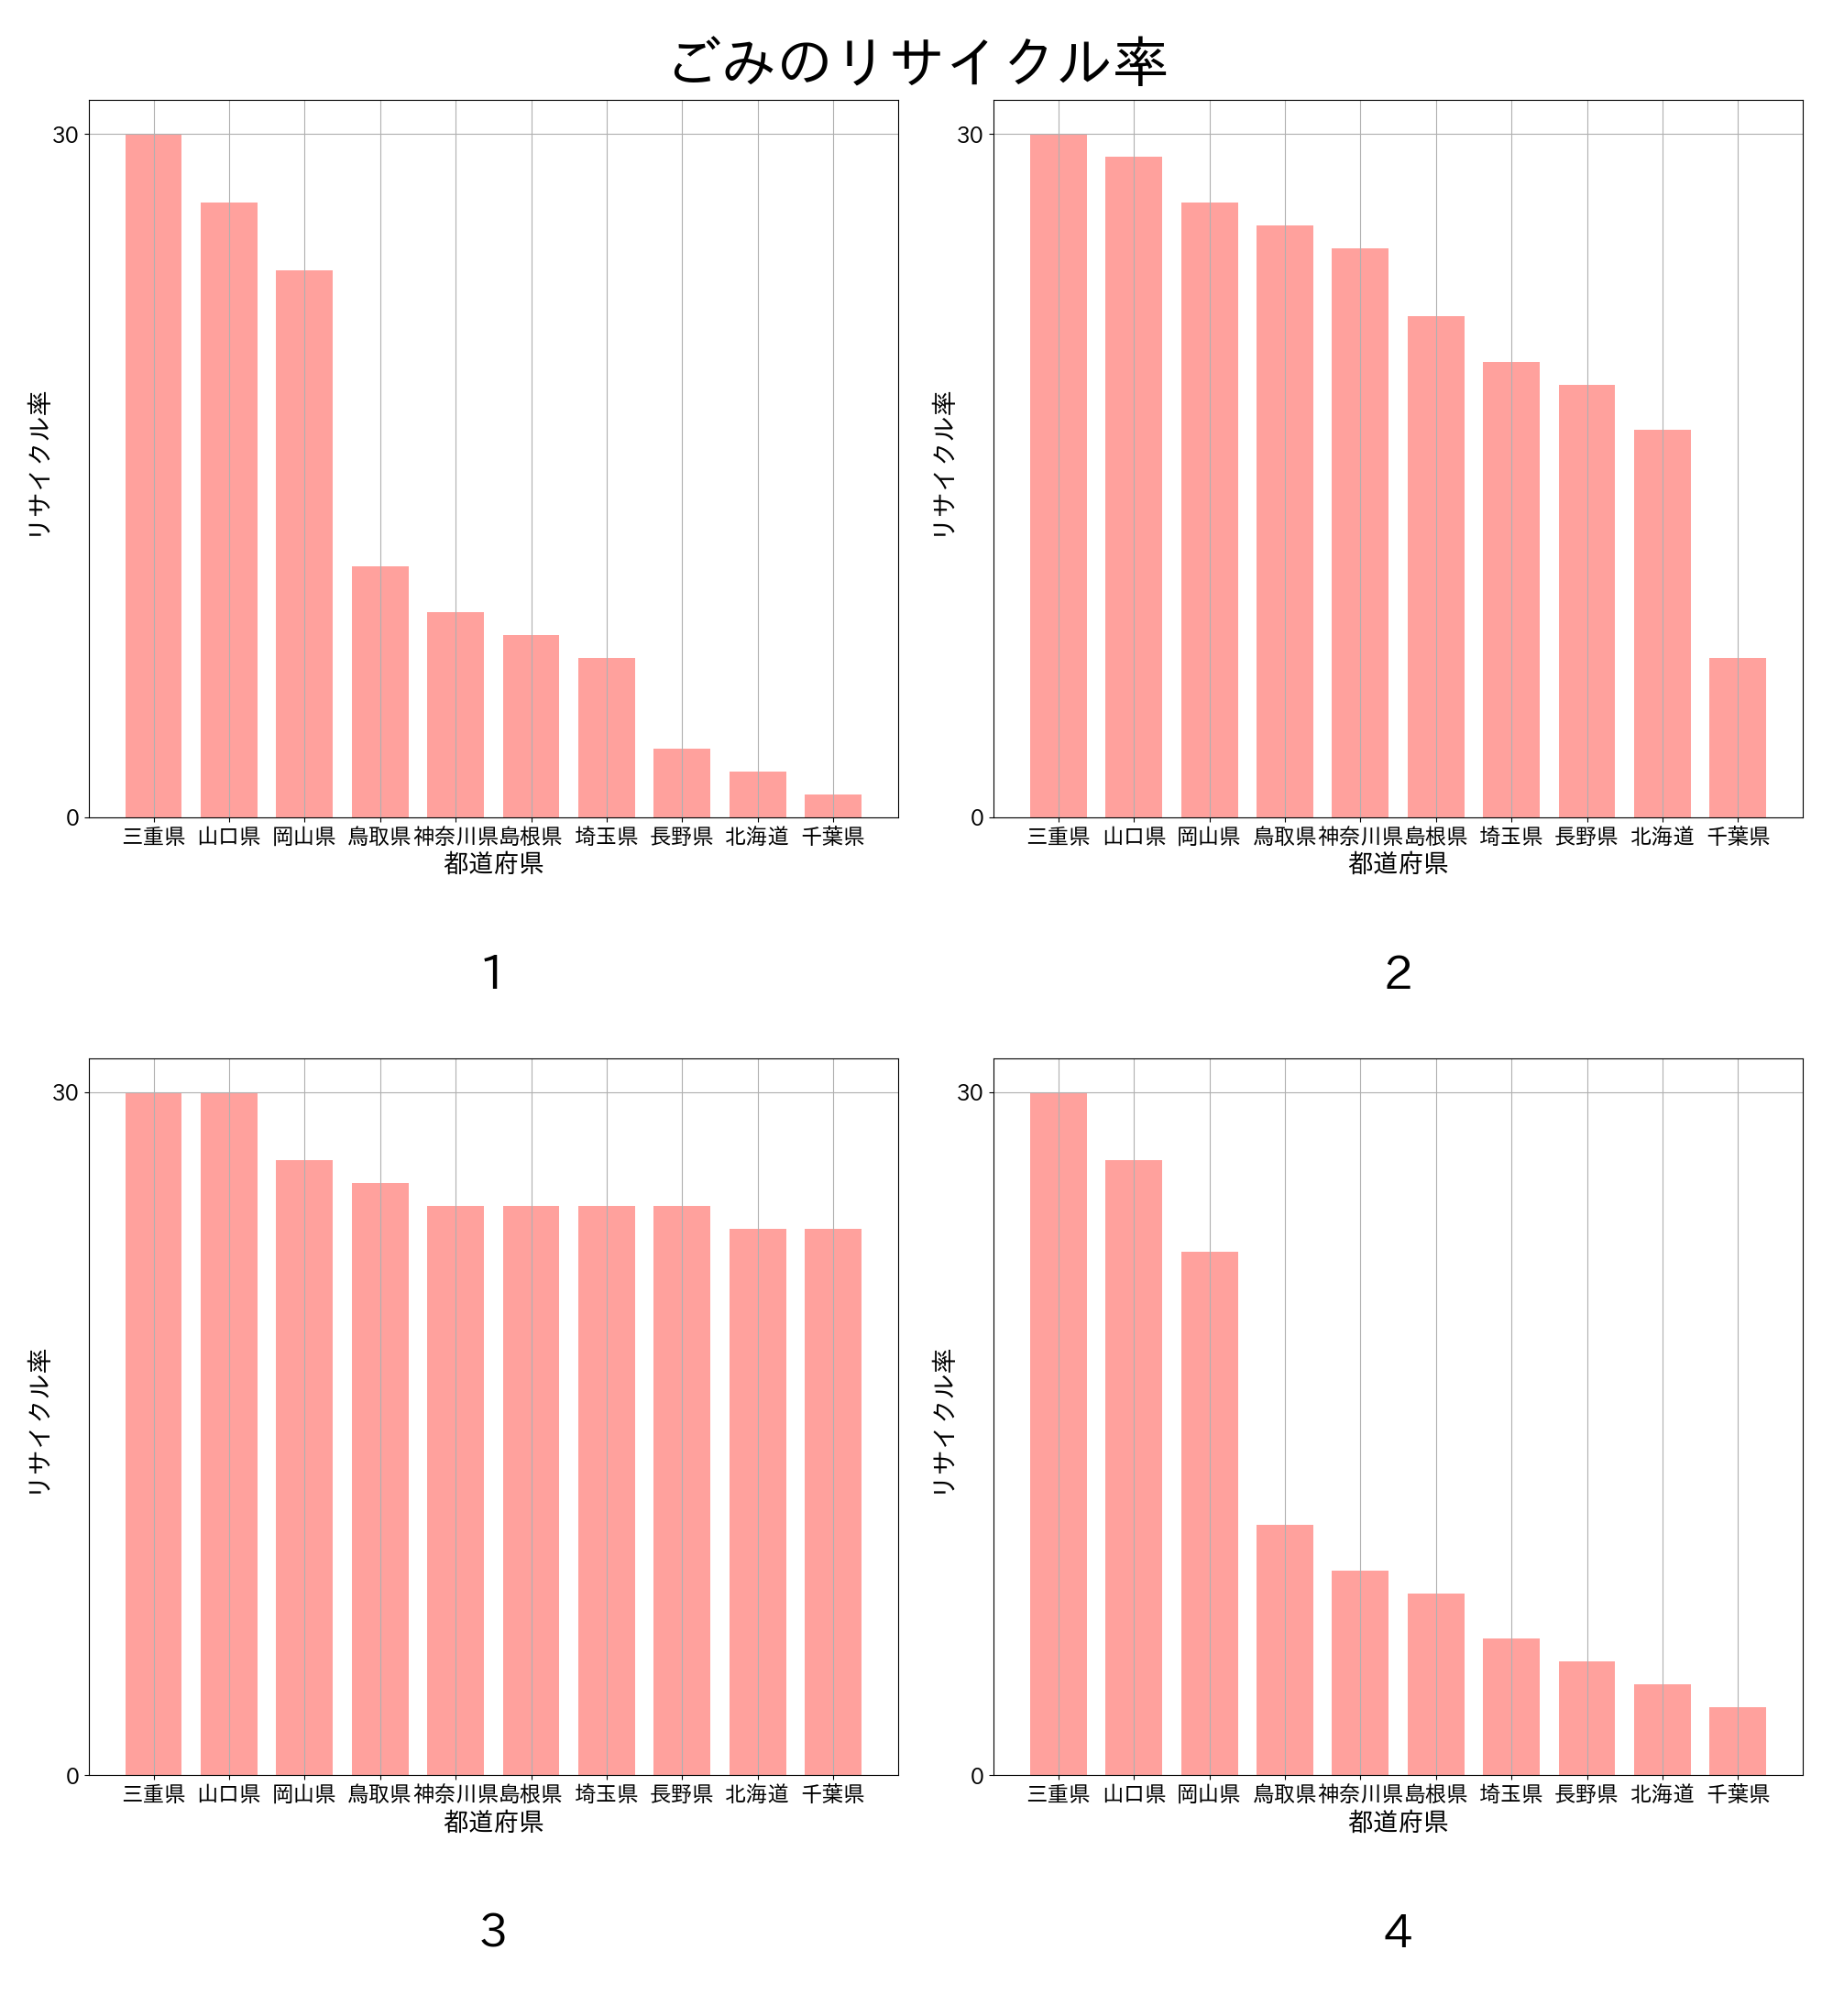 ごみのリサイクル率
30
0
リサイクル率
三重県 山口県 岡山県 鳥取県 神奈川県 島根県 埼玉県 長野県 北海道 千葉県
都道府県
1
30
0
リサイクル率
三重県 山口県 岡山県 鳥取県 神奈川県 島根県 埼玉県 長野県 北海道 千葉県
都道府県
2
30
0
リサイクル率
三重県 山口県 岡山県 鳥取県 神奈川県 島根県 埼玉県 長野県 北海道 千葉県
都道府県
3
30
0
リサイクル率
三重県 山口県 岡山県 鳥取県 神奈川県 島根県 埼玉県 長野県 北海道 千葉県
都道府県
4